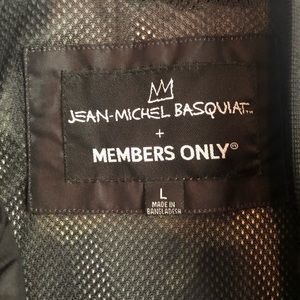 JEAN-MICHEL BASQUIAT™
+
MEMBERS ONLY®
L
MADE IN
BANGLADESH